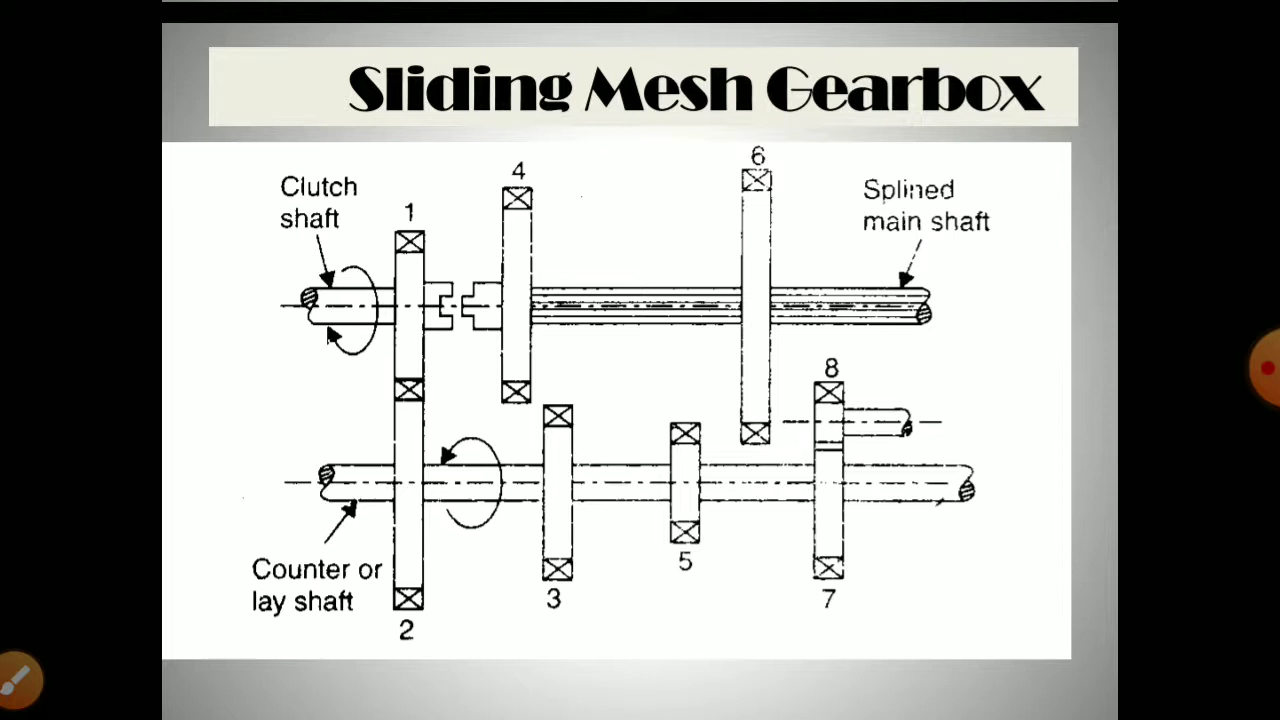 Sliding Mesh Gearbox
Clutch
shaft
1
4
6
Splined
main shaft
8
Counter or
lay shaft
2
3
5
7